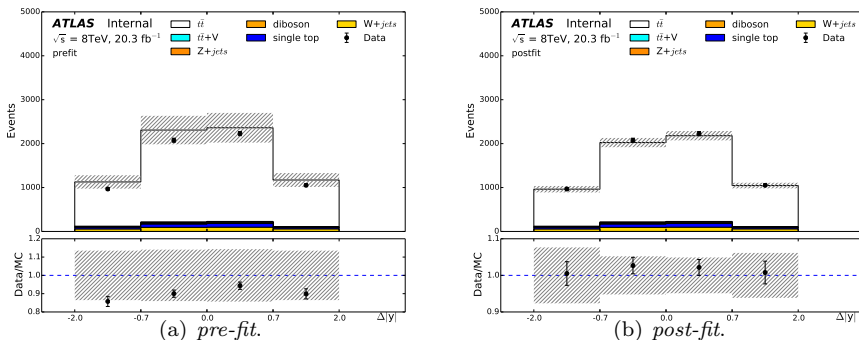 ATLAS Internal
√s = 8TeV, 20.3 fb⁻¹
prefit
tt̄
tt̄+V
Z+jets
diboson
single top
W+jets
Data
Events
5000
4000
3000
2000
1000
0
Data/MC
1.2
1.1
1.0
0.9
0.8
-2.0 -0.7 0.0 0.7 2.0 Δ|y|
(a) pre-fit.
ATLAS Internal
√s = 8TeV, 20.3 fb⁻¹
postfit
tt̄
tt̄+V
Z+jets
diboson
single top
W+jets
Data
Events
5000
4000
3000
2000
1000
0
Data/MC
1.1
1.0
0.9
-2.0 -0.7 0.0 0.7 2.0 Δ|y|
(b) post-fit.